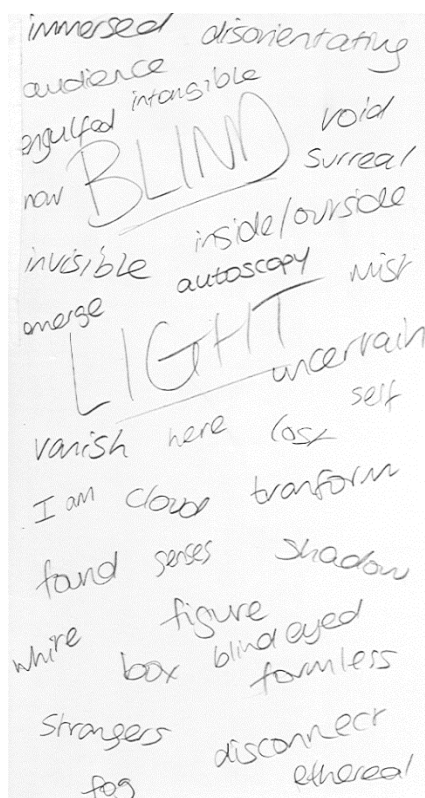 immersed disorientating
audience
intangible
engulfed
BLIND
void
now
surreal
inside/outside
invisible
autoscopy
mist
emerge
LIGHT
uncertain
self
vanish here lost
I am cloud tranform
found senses shadow
figure
white
blind eyed
box
formless
strangers
disconnect
ethereal
fog